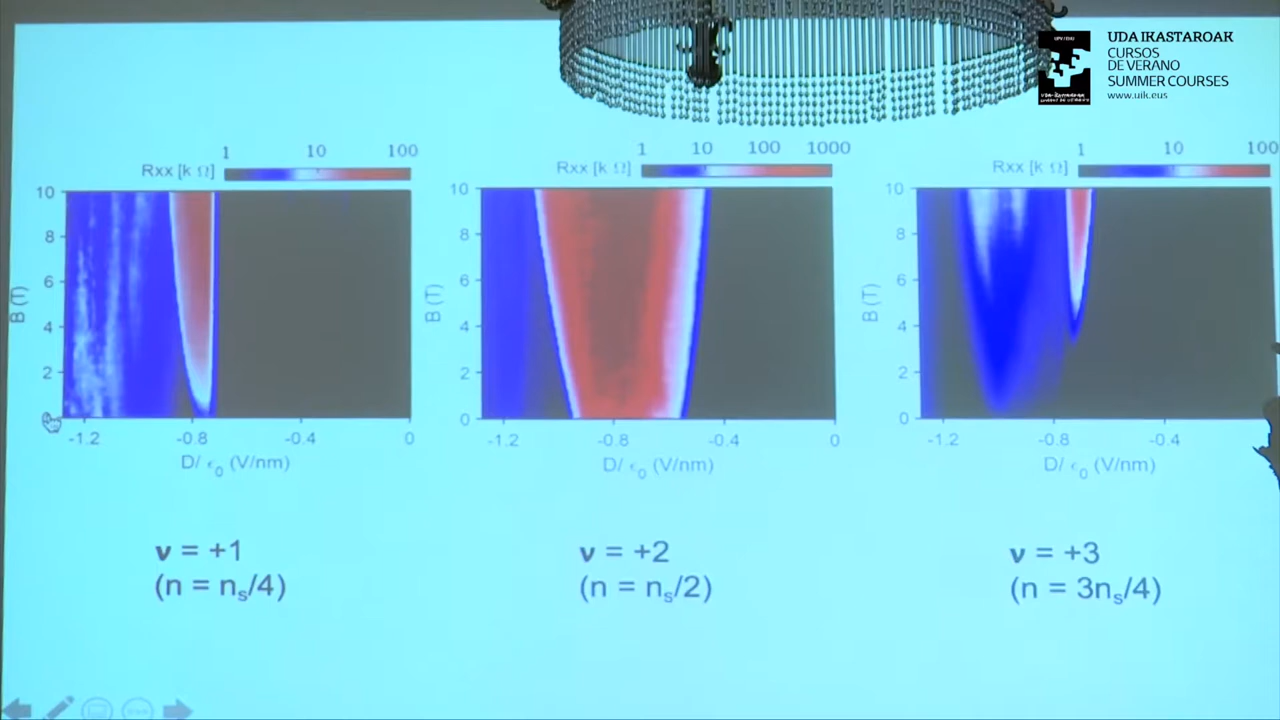 UPV / EHU
UDA IKASTAROAK
CURSOS
DE VERANO
SUMMER COURSES
www.uik.eus
1 10 100
Rxx [k Ω]
10
8
6
4
2
B (T)
-1.2 -0.8 -0.4 0
D/ ϵ0 (V/nm)
ν = +1
(n = ns/4)
1 10 100 1000
Rxx [k Ω]
10
8
6
4
2
0
B (T)
-1.2 -0.8 -0.4 0
D/ ϵ0 (V/nm)
ν = +2
(n = ns/2)
1 10 100
Rxx [k Ω]
10
8
6
4
2
0
B (T)
-1.2 -0.8 -0.4
D/ ϵ0 (V/nm)
ν = +3
(n = 3ns/4)